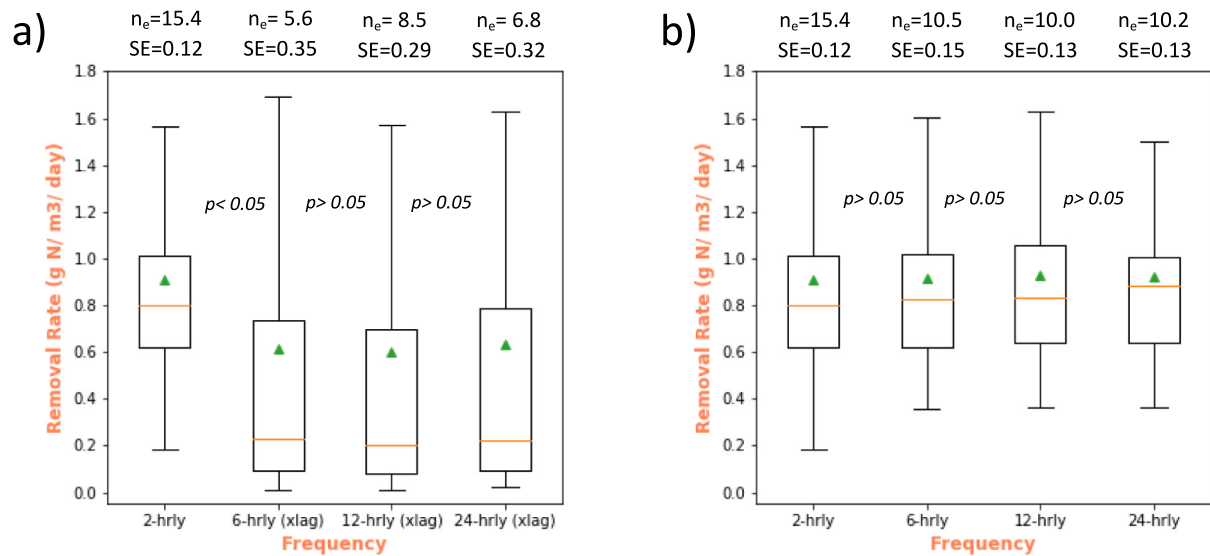 a)
nₑ=15.4 nₑ= 5.6 nₑ= 8.5 nₑ= 6.8
SE=0.12 SE=0.35 SE=0.29 SE=0.32
1.8
1.6
1.4
1.2
1.0
0.8
0.6
0.4
0.2
0.0
Removal Rate (g N/ m3/ day)
p< 0.05 p> 0.05 p> 0.05
2-hrly 6-hrly (xlag) 12-hrly (xlag) 24-hrly (xlag)
Frequency
b)
nₑ=15.4 nₑ=10.5 nₑ=10.0 nₑ=10.2
SE=0.12 SE=0.15 SE=0.13 SE=0.13
1.8
1.6
1.4
1.2
1.0
0.8
0.6
0.4
0.2
0.0
Removal Rate (g N/ m3/ day)
p> 0.05 p> 0.05 p> 0.05
2-hrly 6-hrly 12-hrly 24-hrly
Frequency